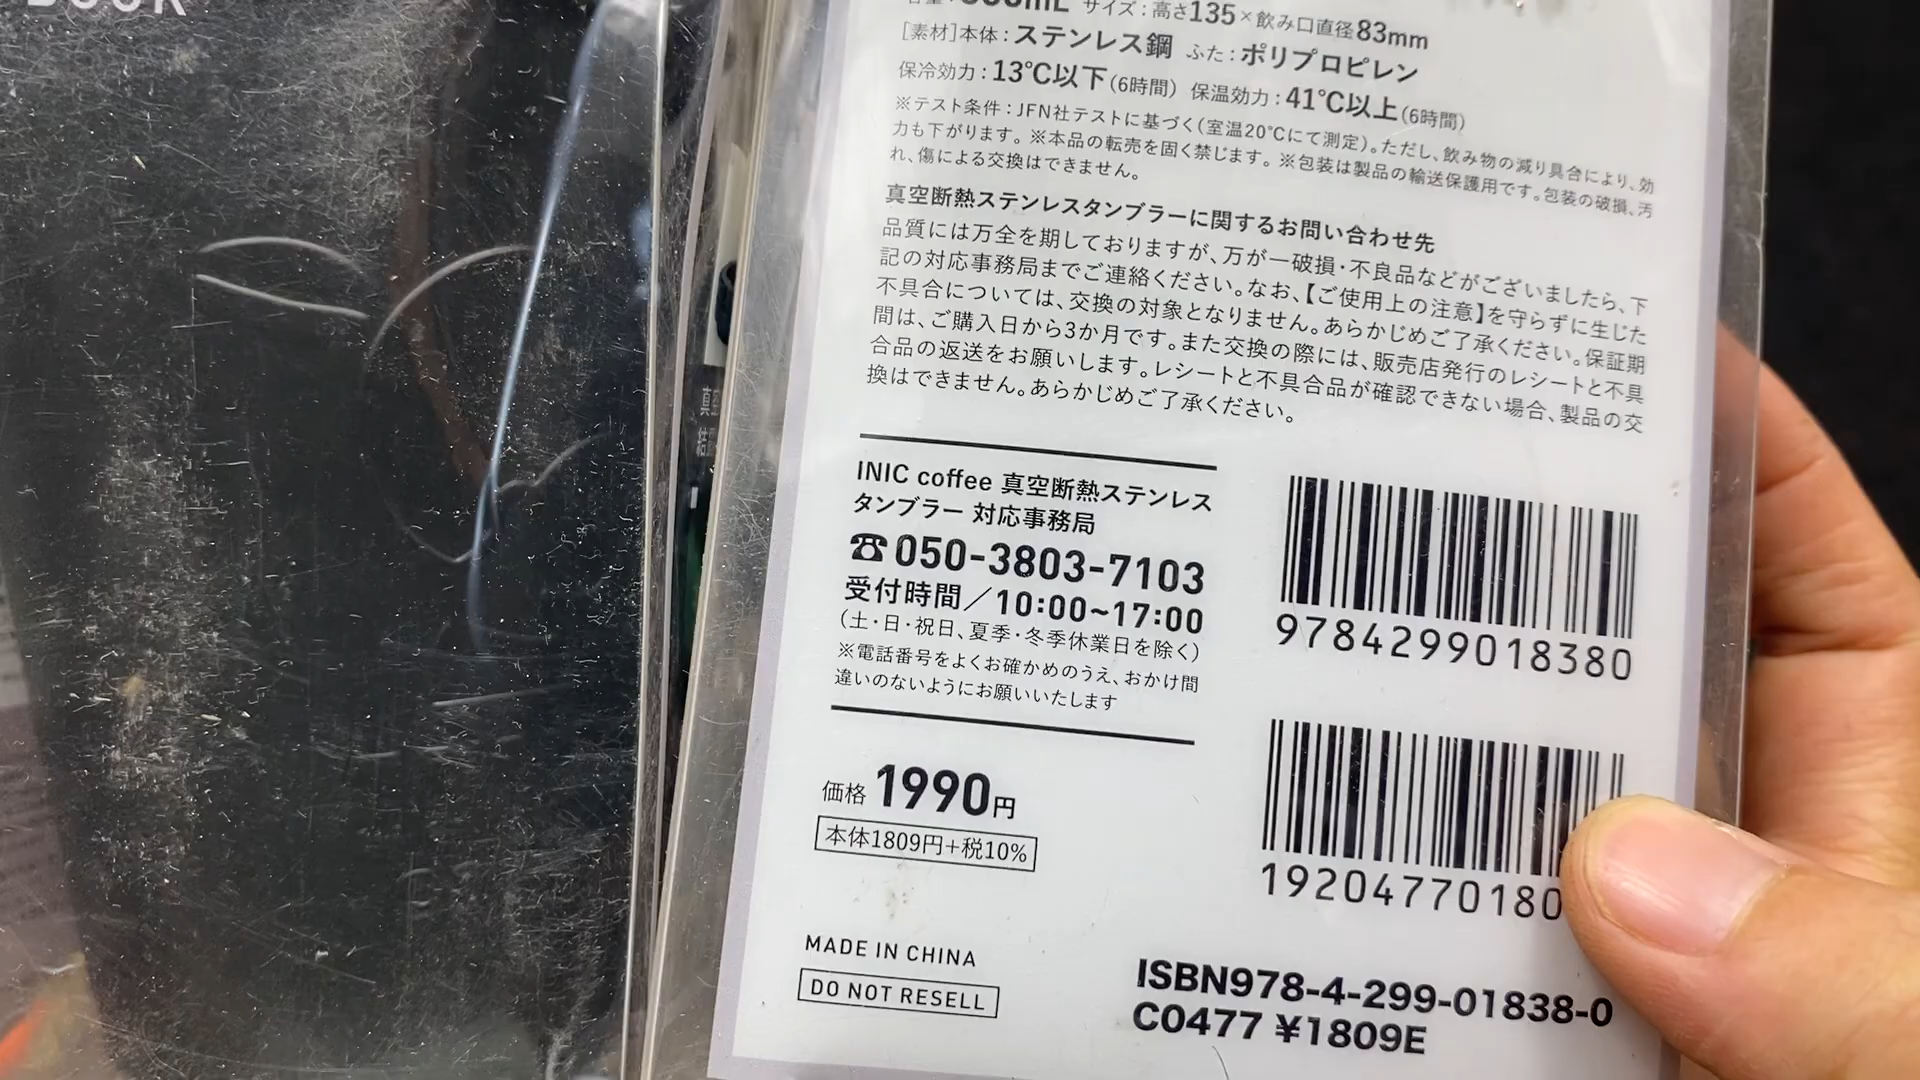 BOOK
サイズ：高さ135×飲み口直径83mm
[素材]本体：ステンレス鋼 ふた：ポリプロピレン
保冷効力：13℃以下(6時間) 保温効力：41℃以上(6時間)
※テスト条件：JFN社テストに基づく(室温20℃にて測定)。ただし、飲み物の減り具合により、効
力も下がります。※本品の転売を固く禁じます。※包装は製品の輸送保護用です。包装の破損、汚
れ、傷による交換はできません。
真空断熱ステンレスタンブラーに関するお問い合わせ先
品質には万全を期しておりますが、万が一破損・不良品などがございましたら、下
記の対応事務局までご連絡ください。なお、【ご使用上の注意】を守らずに生じた
不具合については、交換の対象となりません。あらかじめご了承ください。保証期
間は、ご購入日から3か月です。また交換の際には、販売店発行のレシートと不具
合品の返送をお願いします。レシートと不具合品が確認できない場合、製品の交
換はできません。あらかじめご了承ください。
INIC coffee 真空断熱ステンレス
タンブラー 対応事務局
☎050-3803-7103
受付時間／10:00~17:00
(土・日・祝日、夏季・冬季休業日を除く)
※電話番号をよくお確かめのうえ、おかけ間
違いのないようにお願いいたします
9784299018380
19204770180
価格 1990円
本体1809円+税10%
MADE IN CHINA
DO NOT RESELL
ISBN978-4-299-01838-0
C0477 ¥1809E